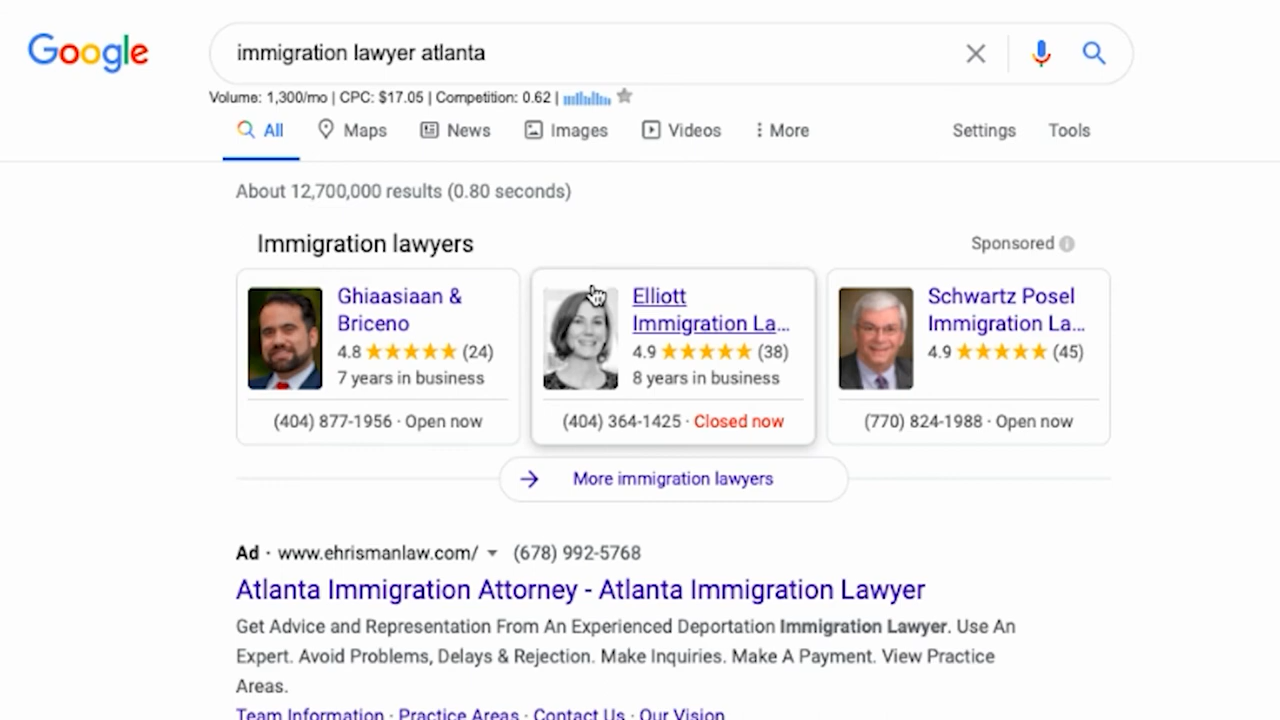 Google
immigration lawyer atlanta
Volume: 1,300/mo | CPC: $17.05 | Competition: 0.62 |
All
Maps
News
Images
Videos
More
Settings
Tools
About 12,700,000 results (0.80 seconds)
Immigration lawyers
Sponsored
Ghiaasiaan &
Briceno
4.8 ★★★★★ (24)
7 years in business
(404) 877-1956 · Open now
Elliott
Immigration La...
4.9 ★★★★★ (38)
8 years in business
(404) 364-1425 · Closed now
Schwartz Posel
Immigration La...
4.9 ★★★★★ (45)
(770) 824-1988 · Open now
More immigration lawyers
Ad · www.ehrismanlaw.com/ (678) 992-5768
Atlanta Immigration Attorney - Atlanta Immigration Lawyer
Get Advice and Representation From An Experienced Deportation Immigration Lawyer. Use An
Expert. Avoid Problems, Delays & Rejection. Make Inquiries. Make A Payment. View Practice
Areas.
Team Information · Practice Areas · Contact Us · Our Vision